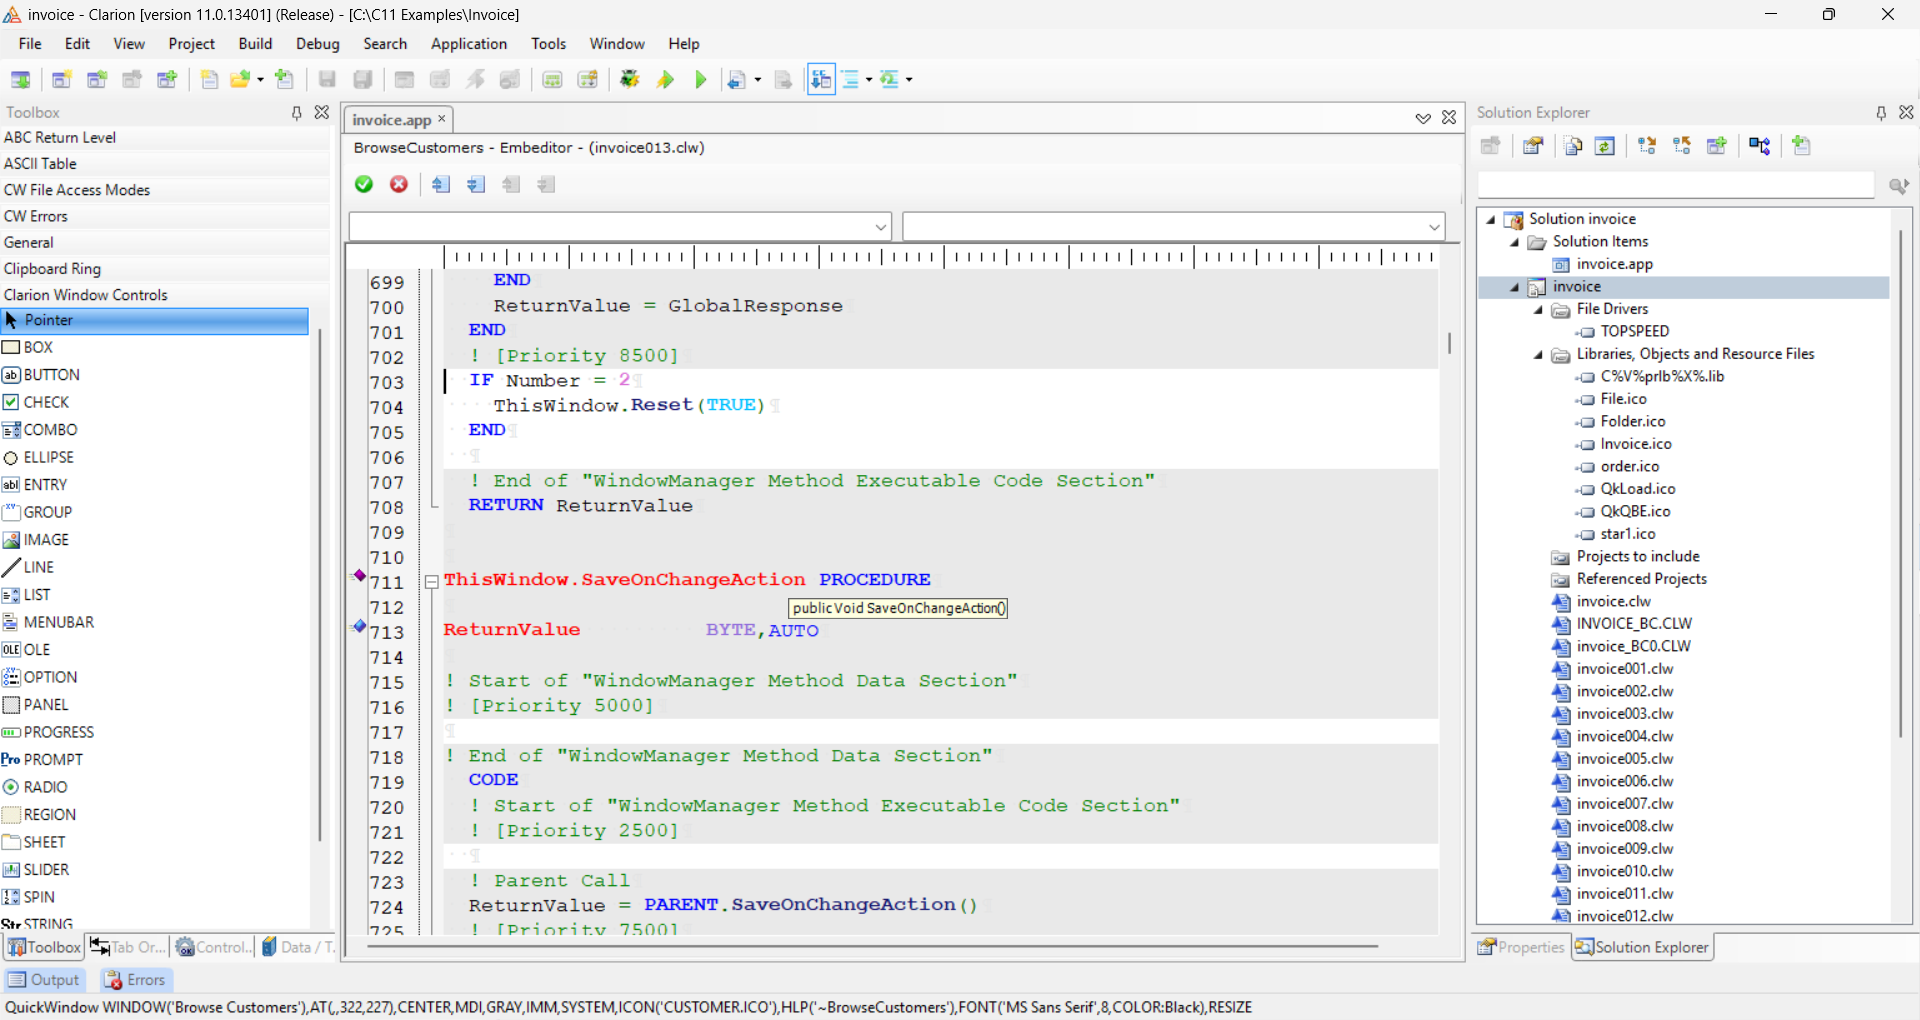 invoice - Clarion [version 11.0.13401] (Release) - [C:\C11 Examples\Invoice]
File Edit View Project Build Debug Search Application Tools Window Help
Toolbox
ABC Return Level
ASCII Table
CW File Access Modes
CW Errors
General
Clipboard Ring
Clarion Window Controls
Pointer
BOX
BUTTON
CHECK
COMBO
ELLIPSE
ENTRY
GROUP
IMAGE
LINE
LIST
MENUBAR
OLE
OPTION
PANEL
PROGRESS
PROMPT
RADIO
REGION
SHEET
SLIDER
SPIN
STRING
Toolbox Tab Or... Control... Data / T...
invoice.app
BrowseCustomers - Embeditor - (invoice013.clw)
699 END
700 ReturnValue = GlobalResponse
701 END
702 ! [Priority 8500]
703 IF Number = 2
704 ThisWindow.Reset(TRUE)
705 END
706
707 ! End of "WindowManager Method Executable Code Section"
708 RETURN ReturnValue
709
710
711 ThisWindow.SaveOnChangeAction PROCEDURE
712
public Void SaveOnChangeAction()
713 ReturnValue BYTE,AUTO
714
715 ! Start of "WindowManager Method Data Section"
716 ! [Priority 5000]
717
718 ! End of "WindowManager Method Data Section"
719 CODE
720 ! Start of "WindowManager Method Executable Code Section"
721 ! [Priority 2500]
722
723 ! Parent Call
724 ReturnValue = PARENT.SaveOnChangeAction()
725 ! [Priority 7500]
Solution Explorer
Solution invoice
Solution Items
invoice.app
invoice
File Drivers
TOPSPEED
Libraries, Objects and Resource Files
C%V%prlb%X%.lib
File.ico
Folder.ico
Invoice.ico
order.ico
QkLoad.ico
QkQBE.ico
star1.ico
Projects to include
Referenced Projects
invoice.clw
INVOICE_BC.CLW
invoice_BC0.CLW
invoice001.clw
invoice002.clw
invoice003.clw
invoice004.clw
invoice005.clw
invoice006.clw
invoice007.clw
invoice008.clw
invoice009.clw
invoice010.clw
invoice011.clw
invoice012.clw
Properties Solution Explorer
Output Errors
QuickWindow WINDOW('Browse Customers'),AT(,,322,227),CENTER,MDI,GRAY,IMM,SYSTEM,ICON('CUSTOMER.ICO'),HLP('~BrowseCustomers'),FONT('MS Sans Serif',8,COLOR:Black),RESIZE